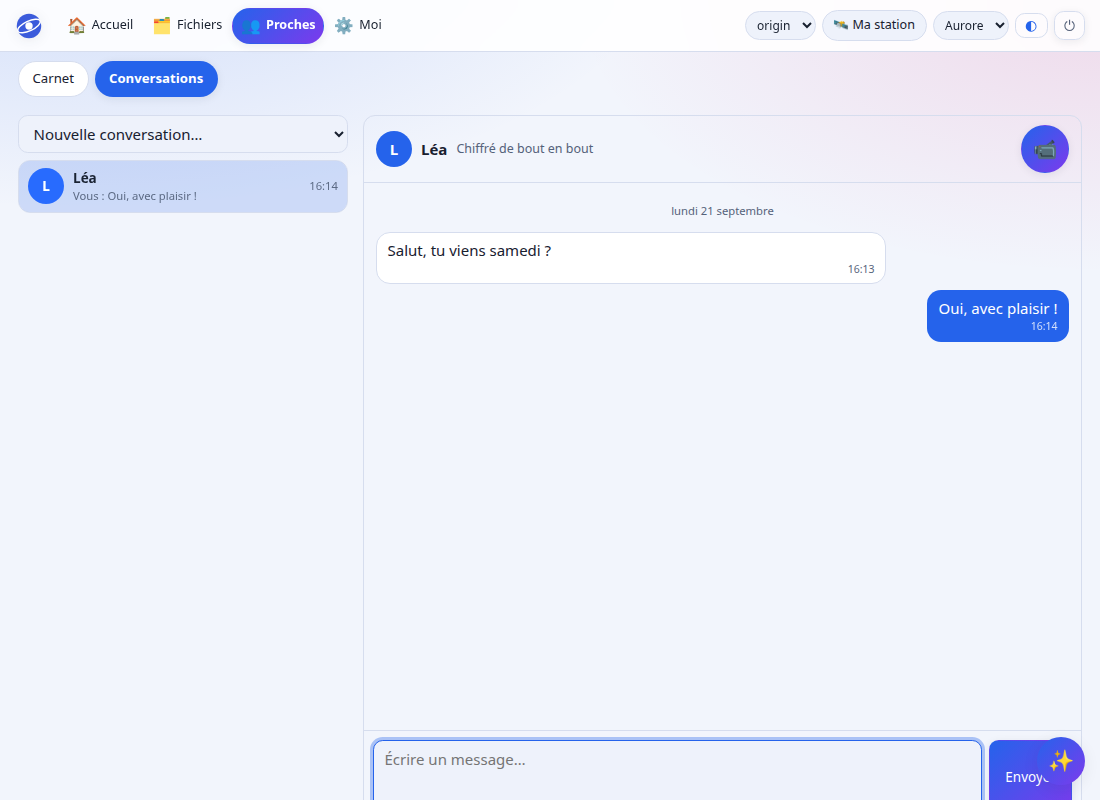 Accueil
Fichiers
Proches
Moi
origin
Ma station
Aurore
Carnet
Conversations
Nouvelle conversation...
L
Léa
16:14
Vous : Oui, avec plaisir !
L
Léa
Chiffré de bout en bout
lundi 21 septembre
Salut, tu viens samedi ?
16:13
Oui, avec plaisir !
16:14
Écrire un message...